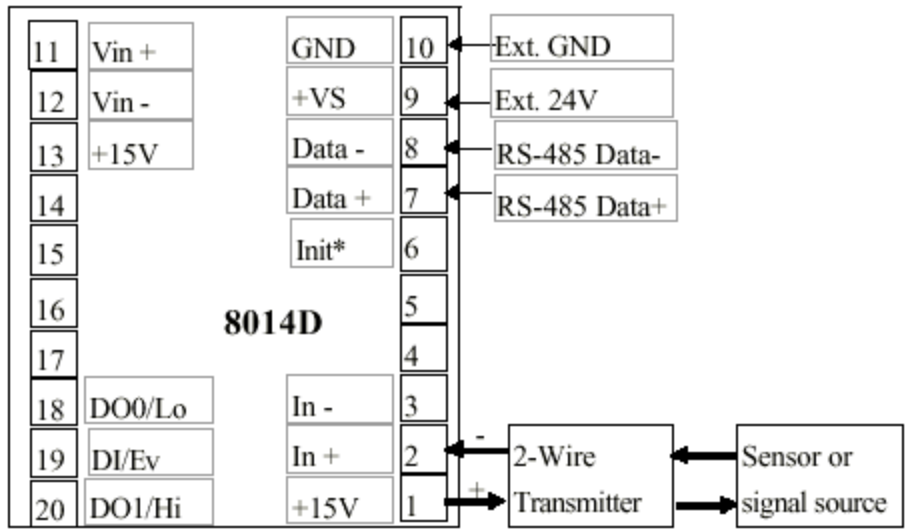 11 Vin + GND 10 Ext. GND
12 Vin - +VS 9 Ext. 24V
13 +15V Data - 8 RS-485 Data-
14 Data + 7 RS-485 Data+
15 Init* 6
16 5
8014D
17 4
18 DO0/Lo In - 3
19 DI/Ev In + 2 - 2-Wire Sensor or
20 DO1/Hi +15V 1 + Transmitter signal source